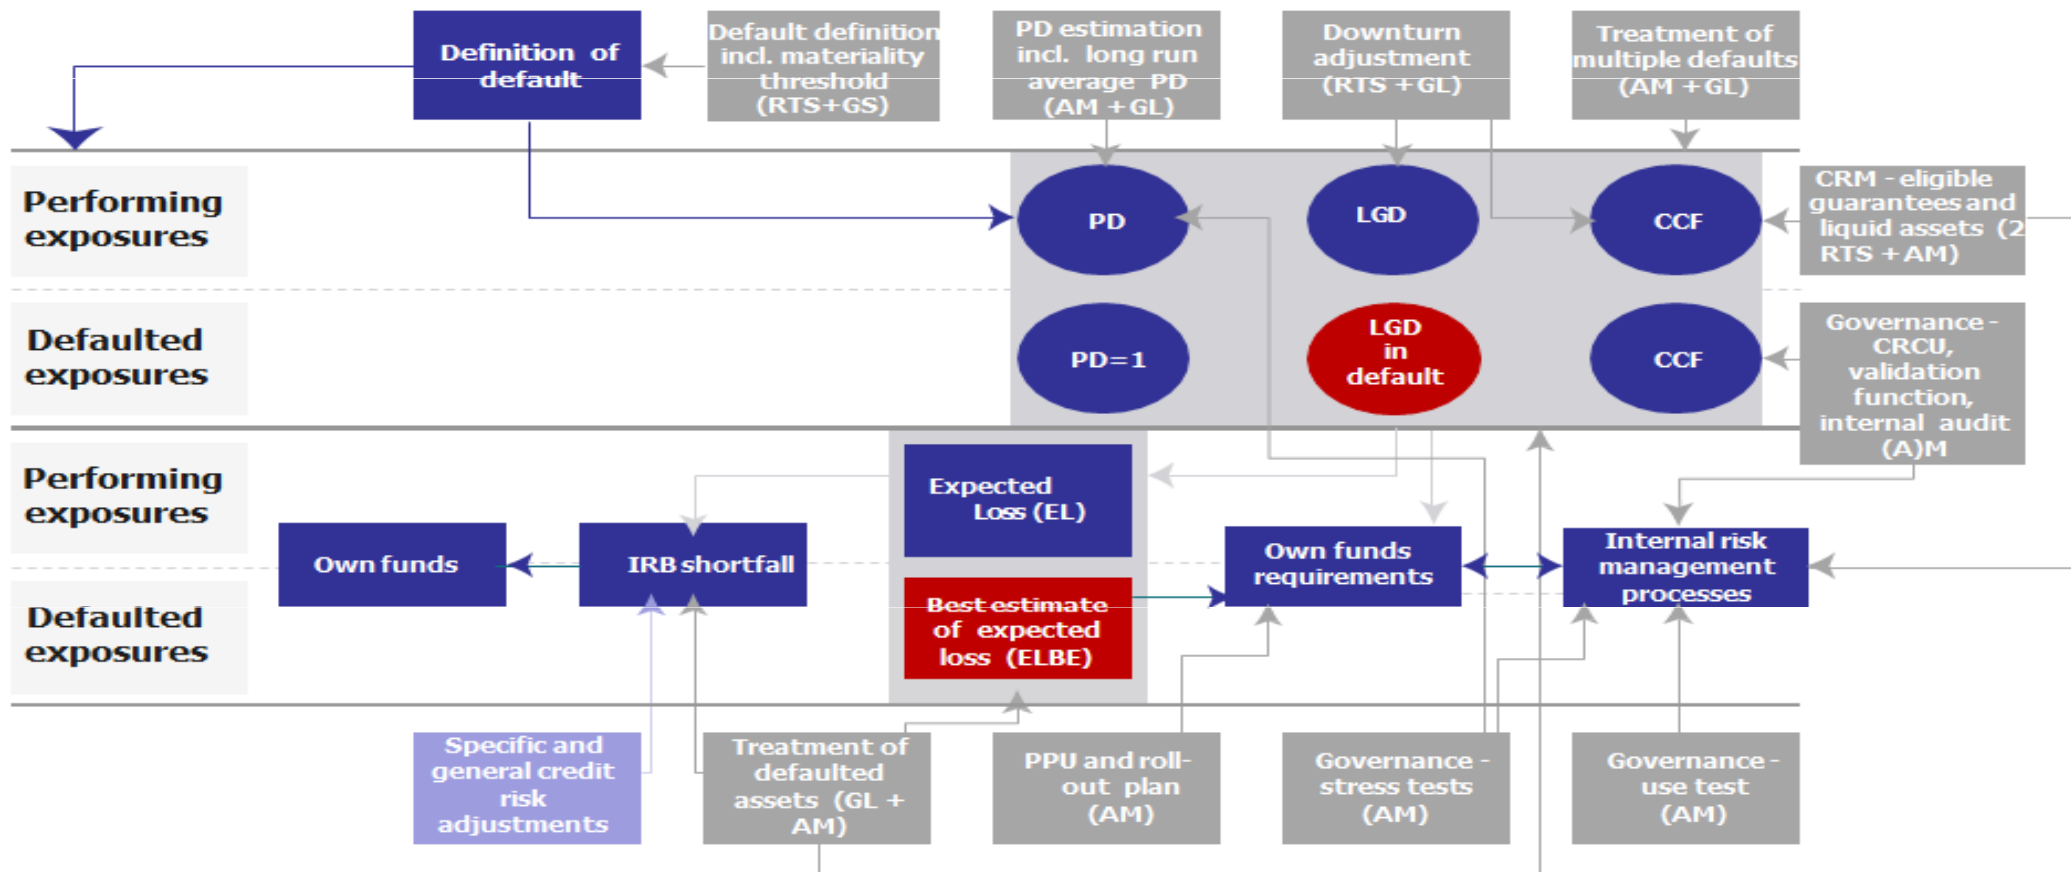 Definition of
default
Default definition
incl. materiality
threshold
(RTS+GS)
PD estimation
incl. long run
average PD
(AM +GL)
Downturn
adjustment
(RTS +GL)
Treatment of
multiple defaults
(AM +GL)
Performing
exposures
PD
LGD
CCF
CRM - eligible
guarantees and
liquid assets (2
RTS + AM)
Defaulted
exposures
PD=1
LGD
in
default
CCF
Governance -
CRCU,
validation
function,
internal audit
(A)M
Performing
exposures
Expected
Loss (EL)
Own funds
IRB shortfall
Own funds
requirements
Internal risk
management
processes
Defaulted
exposures
Best estimate
of expected
loss (ELBE)
Specific and
general credit
risk
adjustments
Treatment of
defaulted
assets (GL +
AM)
PPU and roll-
out plan
(AM)
Governance -
stress tests
(AM)
Governance -
use test
(AM)